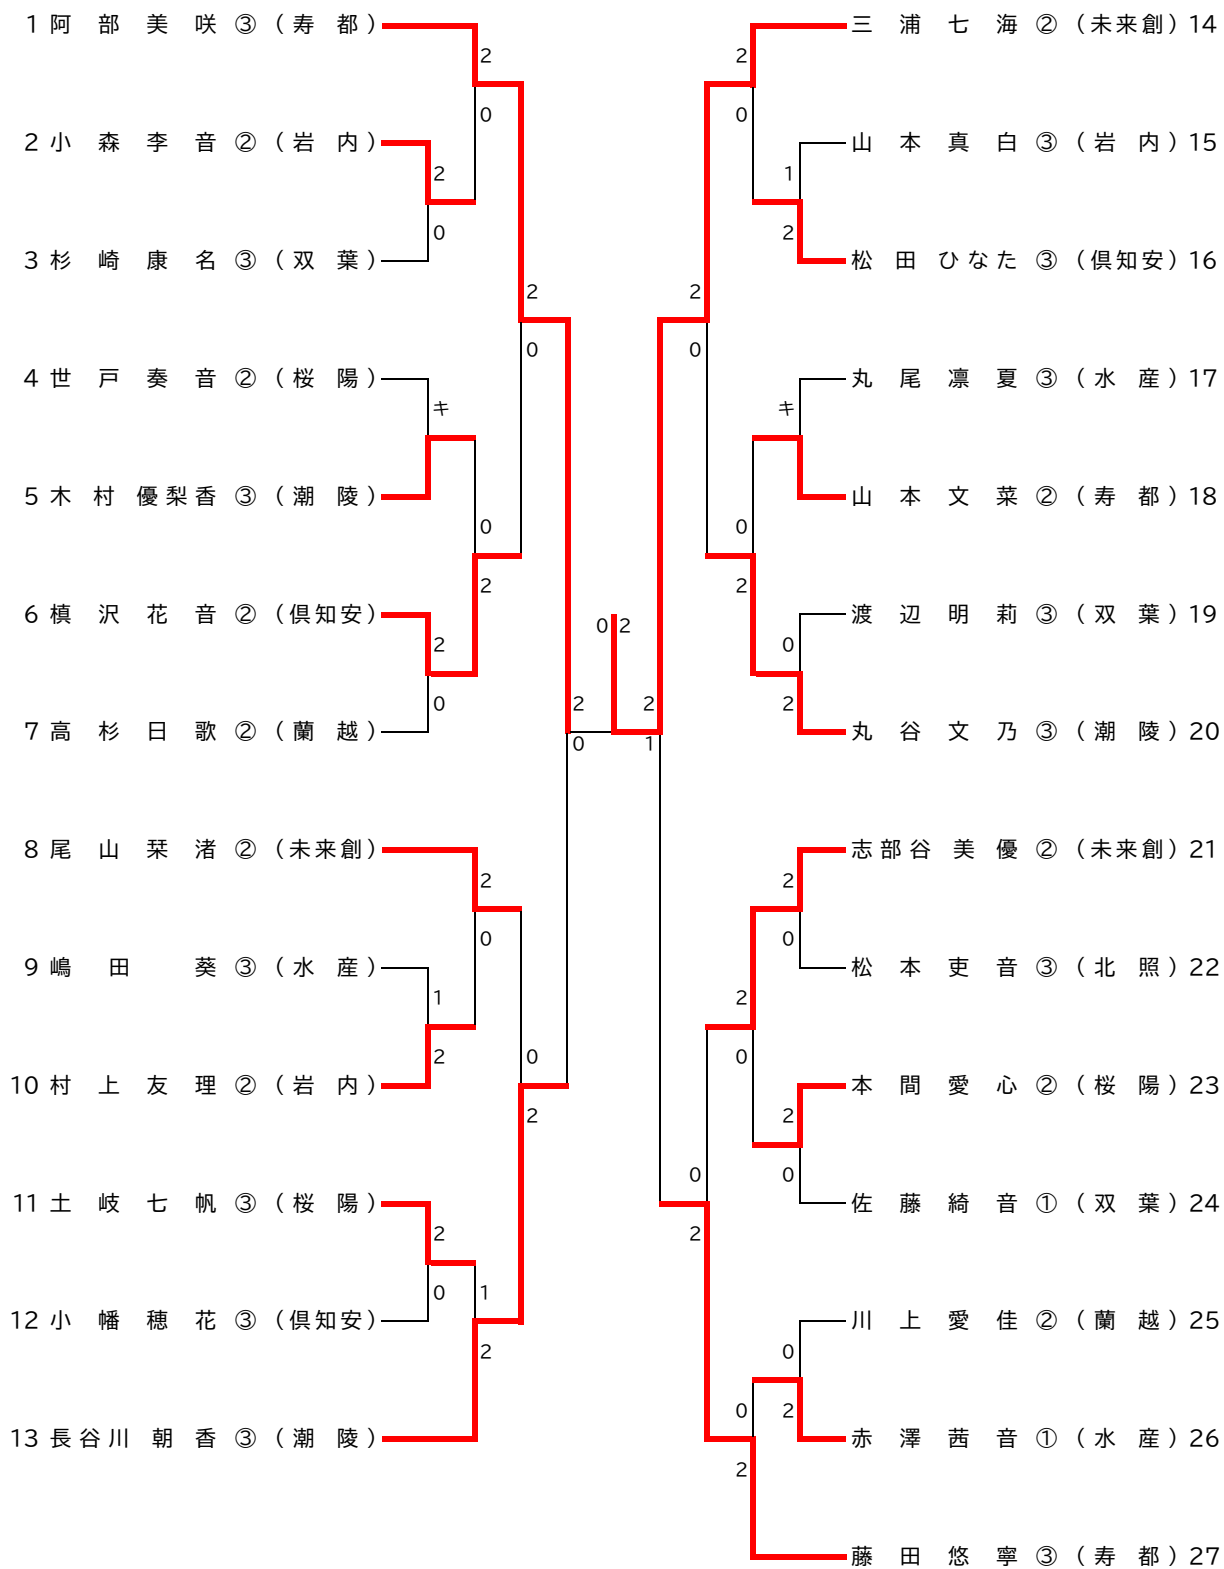 1 阿部美咲 ③ (寿都)
2
0
2 小森李音 ② (岩内)
2
0
3 杉崎康名 ③ (双葉)
2
0
4 世戸奏音 ② (桜陽)
キ
5 木村優梨香 ③ (潮陵)
0
2
6 槙沢花音 ② (倶知安)
2
0
7 高杉日歌 ② (蘭越)
2
0
8 尾山栞渚 ② (未来創)
2
0
9 嶋田葵 ③ (水産)
1
2
10 村上友理 ② (岩内)
0
2
11 土岐七帆 ③ (桜陽)
2
0
1
2
12 小幡穂花 ③ (倶知安)
13 長谷川朝香 ③ (潮陵)
0 2
三浦七海 ② (未来創) 14
2
0
山本真白 ③ (岩内) 15
1
2
松田ひなた ③ (倶知安) 16
2
0
丸尾凛夏 ③ (水産) 17
キ
山本文菜 ② (寿都) 18
0
2
渡辺明莉 ③ (双葉) 19
0
2
丸谷文乃 ③ (潮陵) 20
2
1
志部谷美優 ② (未来創) 21
2
0
松本吏音 ③ (北照) 22
2
0
本間愛心 ② (桜陽) 23
2
0
佐藤綺音 ① (双葉) 24
0
2
川上愛佳 ② (蘭越) 25
0
2
赤澤茜音 ① (水産) 26
0
2
藤田悠寧 ③ (寿都) 27